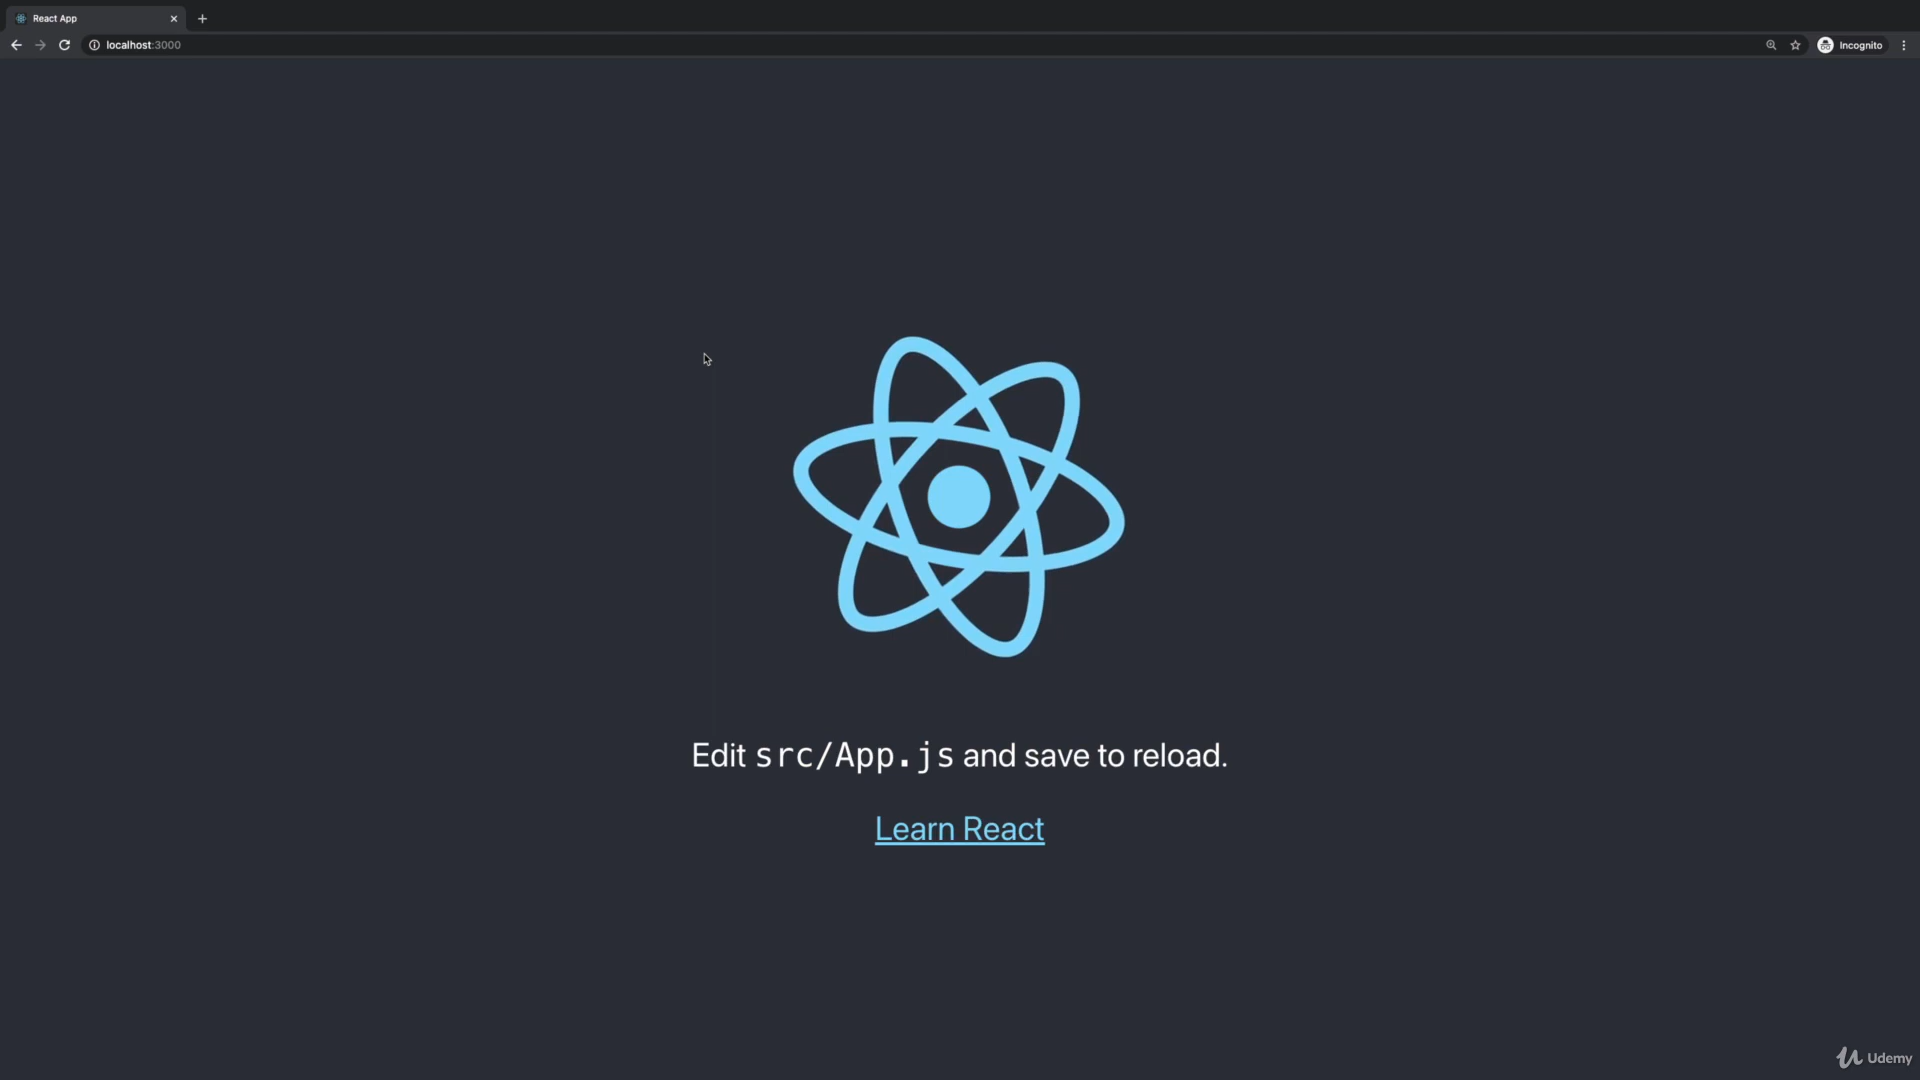 React App
localhost:3000
Incognito
Edit src/App.js and save to reload.
Learn React
Udemy